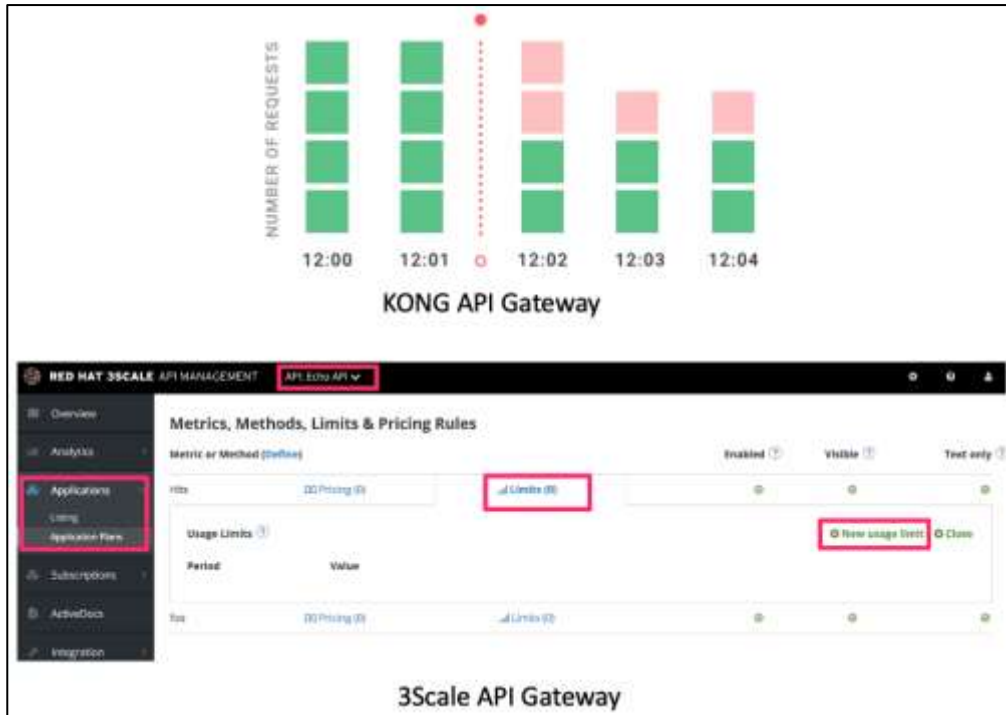 NUMBER OF REQUESTS
12:00 12:01 12:02 12:03 12:04
KONG API Gateway
RED HAT 3SCALE API MANAGEMENT API: Echo API
Overview
Metrics, Methods, Limits & Pricing Rules
Analytics
Metric or Method (Define) Enabled ? Visible ? Text only ?
Applications
Hits Pricing (0) Limits (0)
Listing
Usage Limits ? New usage limit Close
Application Plans
Period Value
Subscriptions
ActiveDocs
Pricing (0) Limits (0)
Integration
3Scale API Gateway